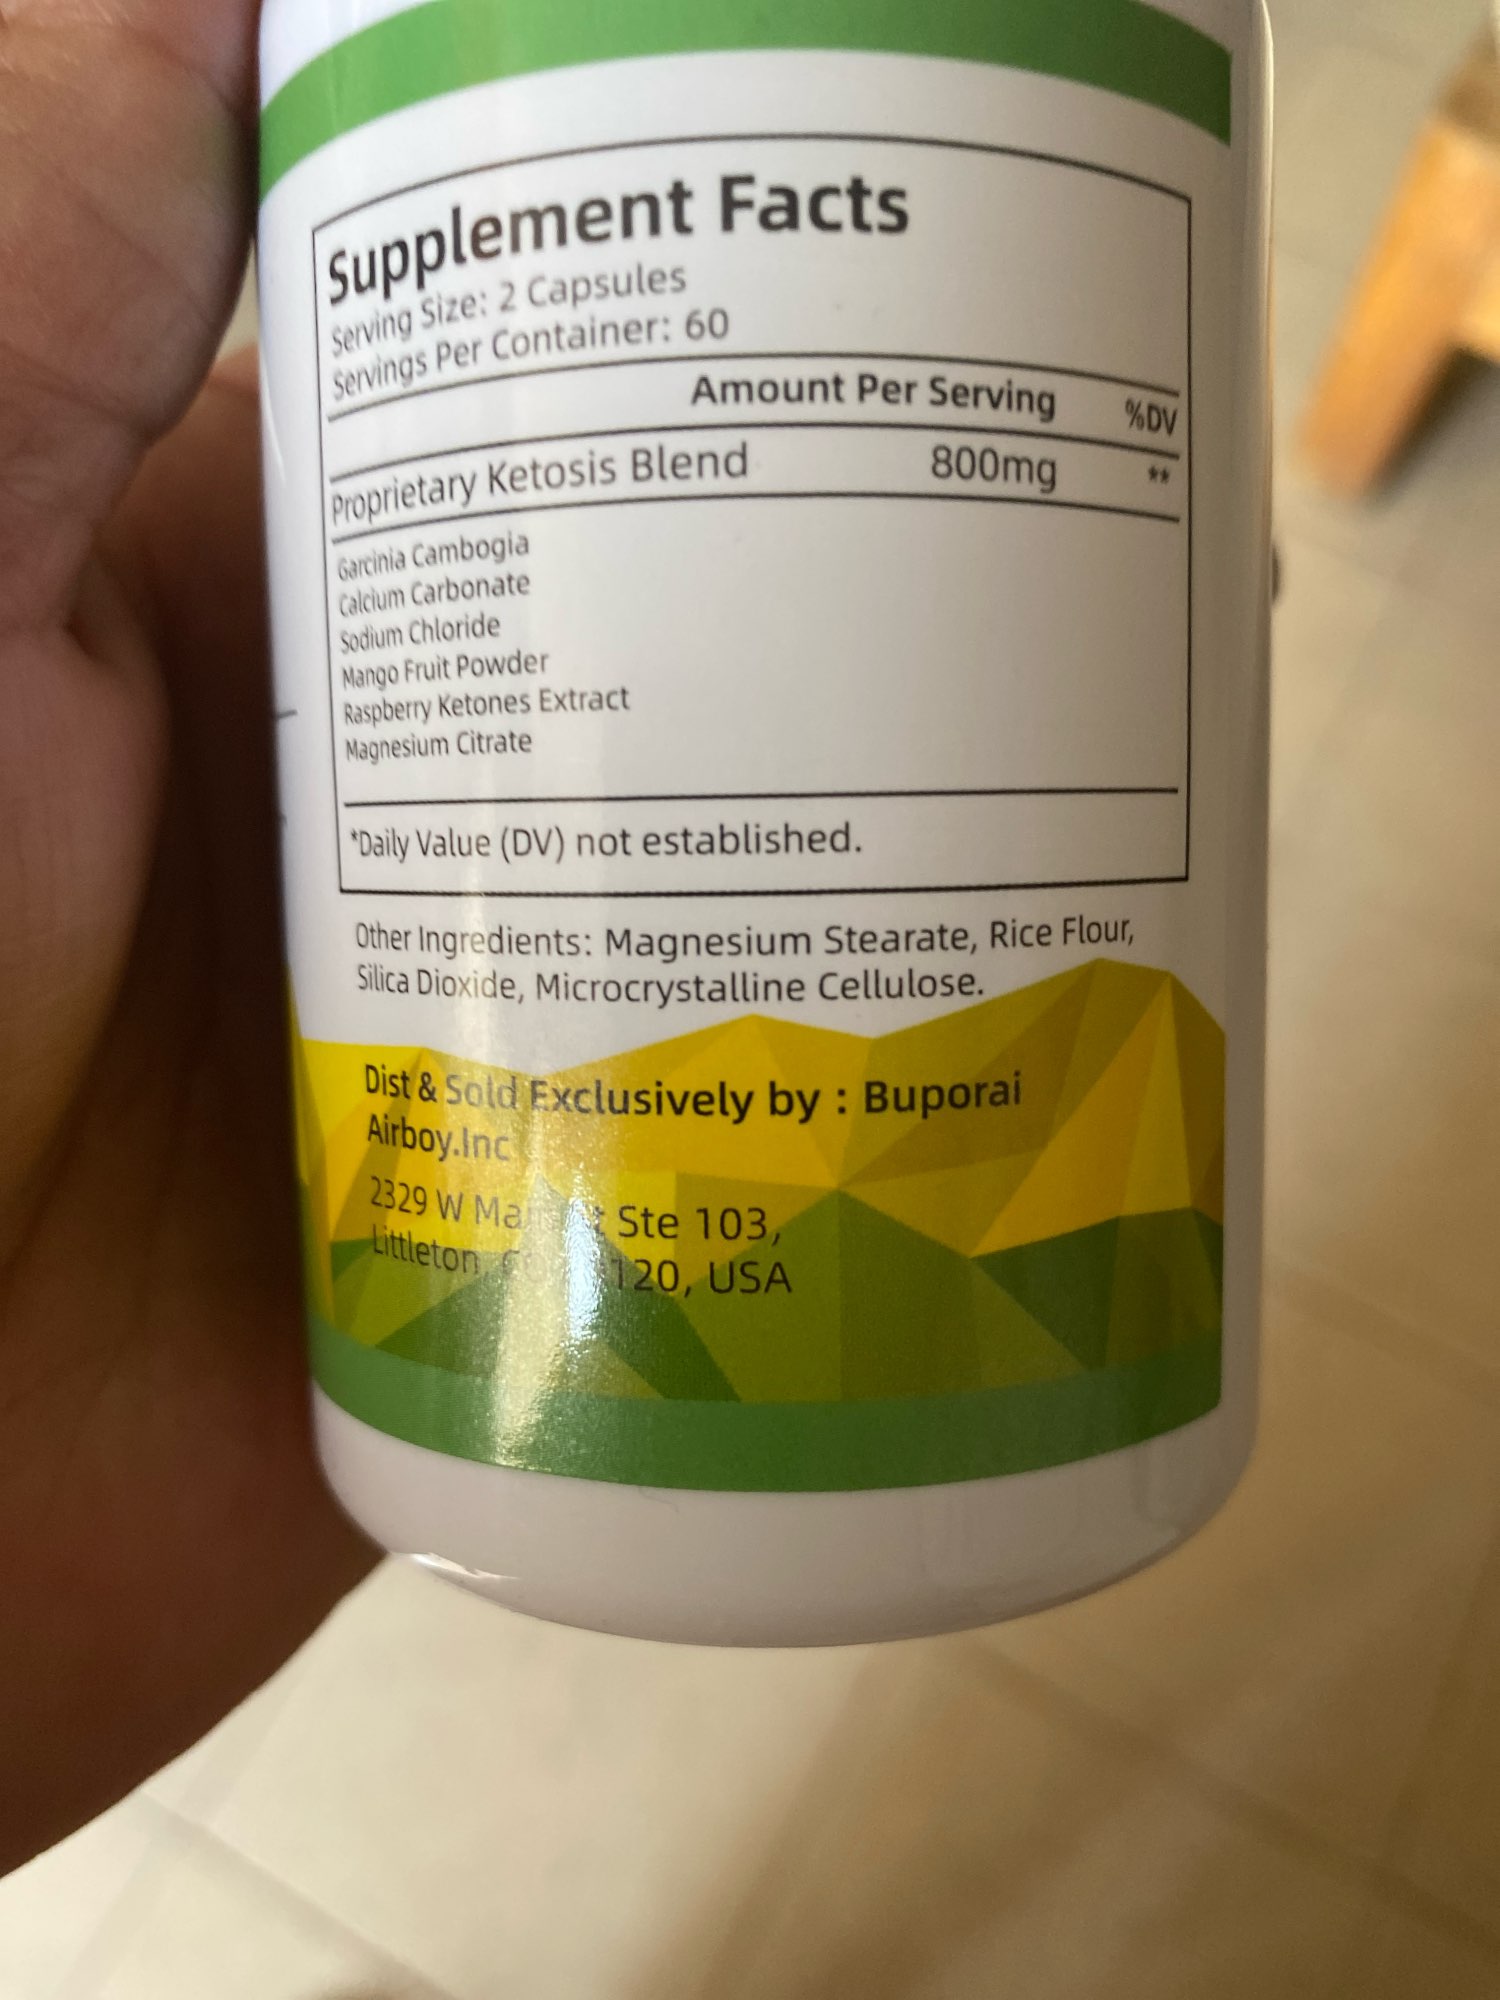 Supplement Facts
Serving Size: 2 Capsules
Servings Per Container: 60
Amount Per Serving %DV
Proprietary Ketosis Blend 800mg **
Garcinia Cambogia
Calcium Carbonate
Sodium Chloride
Mango Fruit Powder
Raspberry Ketones Extract
Magnesium Citrate
*Daily Value (DV) not established.
Other Ingredients: Magnesium Stearate, Rice Flour,
Silica Dioxide, Microcrystalline Cellulose.
Dist & Sold Exclusively by : Buporai
Airboy.Inc
2329 W Ste 103,
Littleton, USA